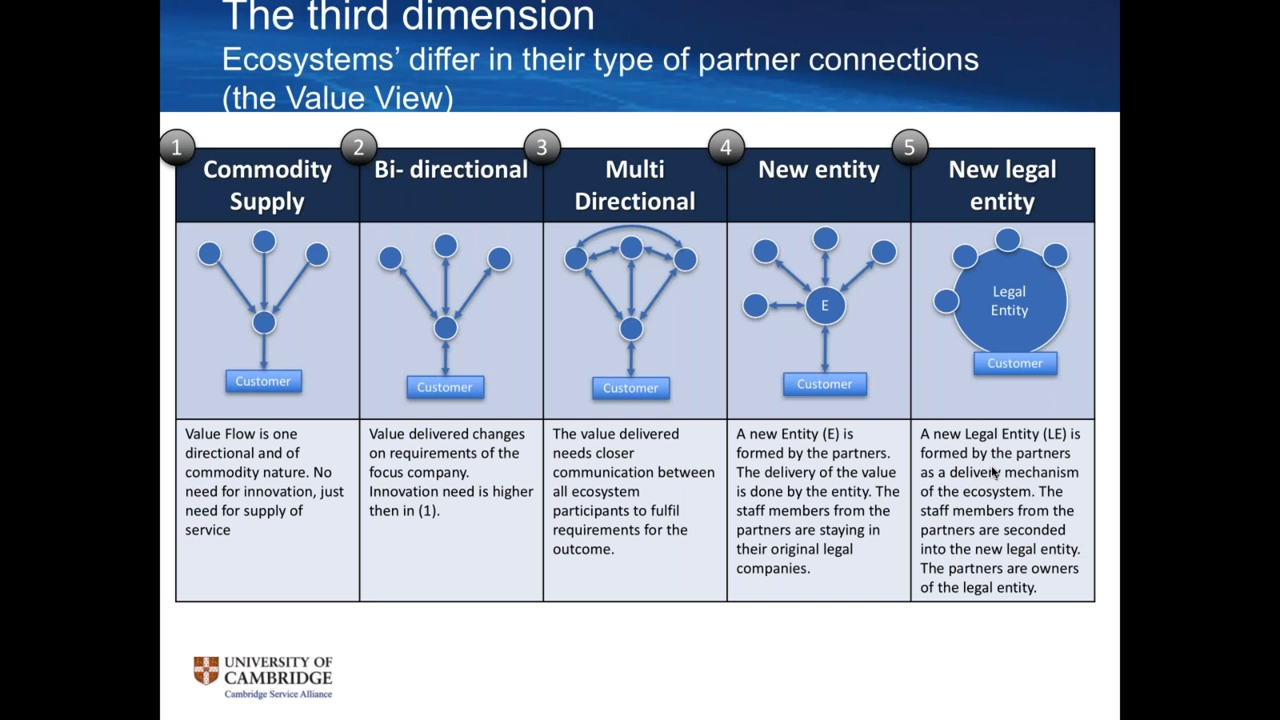 The third dimension
Ecosystems’ differ in their type of partner connections
(the Value View)
1
Commodity
Supply
2
Bi- directional
3
Multi
Directional
4
New entity
5
New legal
entity
Customer
Customer
Customer
E
Customer
Legal
Entity
Customer
Value Flow is one
directional and of
commodity nature. No
need for innovation, just
need for supply of
service
Value delivered changes
on requirements of the
focus company.
Innovation need is higher
then in (1).
The value delivered
needs closer
communication between
all ecosystem
participants to fulfil
requirements for the
outcome.
A new Entity (E) is
formed by the partners.
The delivery of the value
is done by the entity. The
staff members from the
partners are staying in
their original legal
companies.
A new Legal Entity (LE) is
formed by the partners
as a delivery mechanism
of the ecosystem. The
staff members from the
partners are seconded
into the new legal entity.
The partners are owners
of the legal entity.
UNIVERSITY OF
CAMBRIDGE
Cambridge Service Alliance